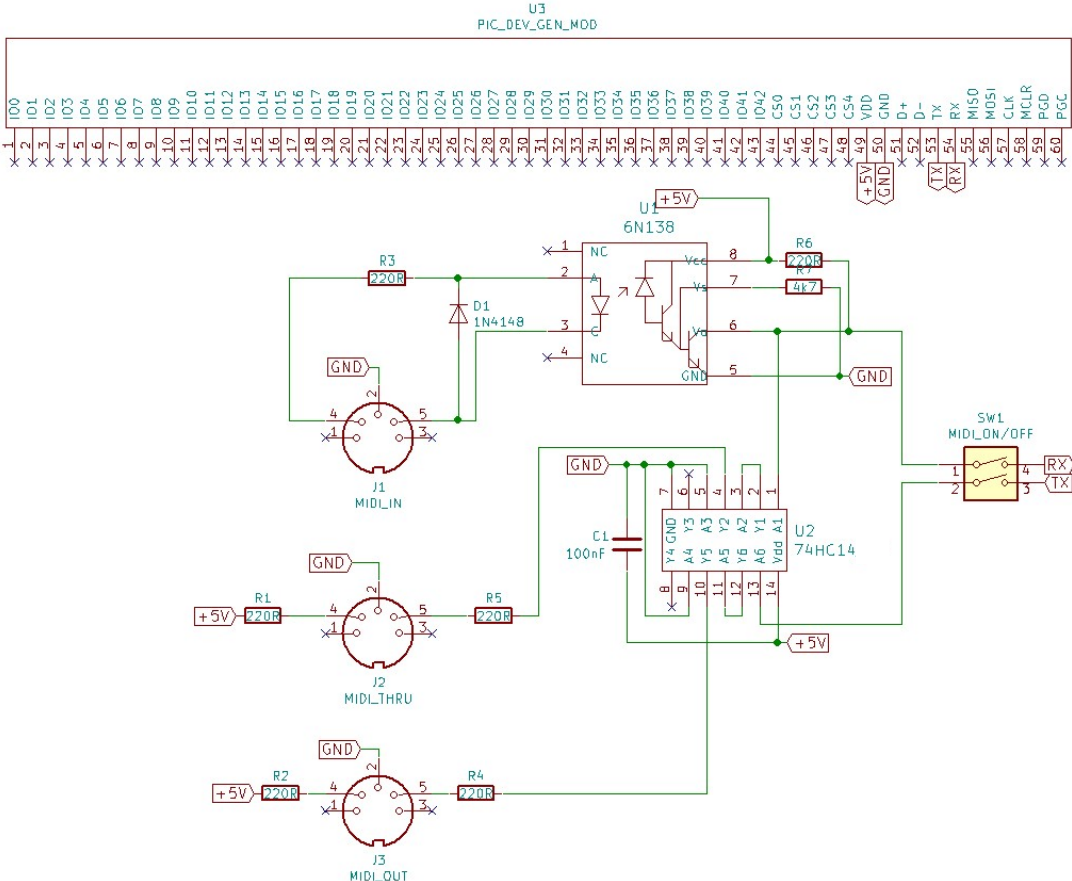 U3
PIC_DEV_GEN_MOD
IO0 IO1 IO2 IO3 IO4 IO5 IO6 IO7 IO8 IO9 IO10 IO11 IO12 IO13 IO14 IO15 IO16 IO17 IO18 IO19 IO20 IO21 IO22 IO23 IO24 IO25 IO26 IO27 IO28 IO29 IO30 IO31 IO32 IO33 IO34 IO35 IO36 IO37 IO38 IO39 IO40 IO41 IO42 CS0 CS1 CS2 CS3 CS4 VDD GND D+ D- TX RX MISO MOSI CLK MCLR PGD PGC
1 2 3 4 5 6 7 8 9 10 11 12 13 14 15 16 17 18 19 20 21 22 23 24 25 26 27 28 29 30 31 32 33 34 35 36 37 38 39 40 41 42 43 44 45 46 47 48 49 50 51 52 53 54 55 56 57 58 59 60
+5V GND TX RX
+5V
U1
6N138
1 NC
2 A
3 C
4 NC
Vcc 8
Vs 7
Vo 6
GND 5
R6
220R
R7
4k7
GND
R3
220R
D1
1N4148
GND
2
4 5
1 3
J1
MIDI_IN
SW1
MIDI_ON/OFF
1 4 RX
2 3 TX
GND
7 6 5 4 3 2 1
GND Y3 A3 Y2 A2 Y1 A1
Y4 A4 Y5 A5 Y6 A6 Vdd
8 9 10 11 12 13 14
U2
74HC14
C1
100nF
+5V
GND
2
+5V
R1
220R
4 5
1 3
R5
220R
J2
MIDI_THRU
GND
2
+5V
R2
220R
4 5
1 3
R4
220R
J3
MIDI_OUT